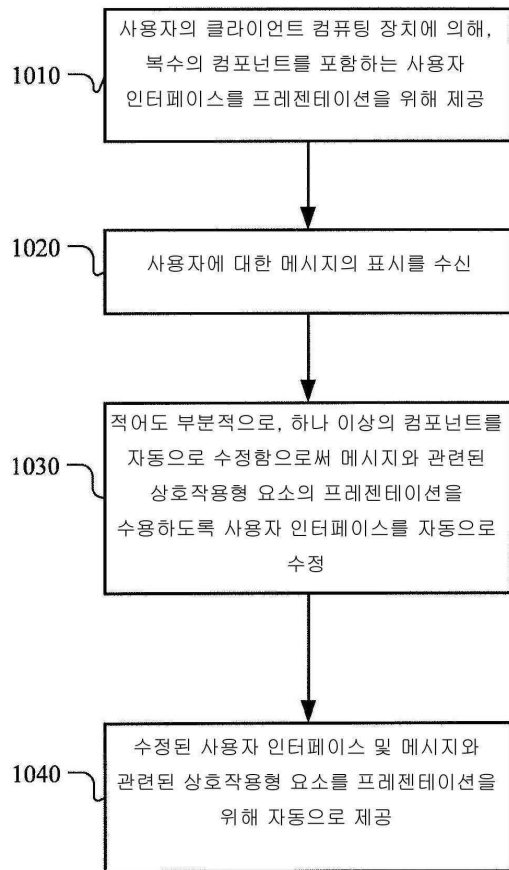 1010
사용자의 클라이언트 컴퓨팅 장치에 의해,
복수의 컴포넌트를 포함하는 사용자
인터페이스를 프레젠테이션을 위해 제공
1020
사용자에 대한 메시지의 표시를 수신
1030
적어도 부분적으로, 하나 이상의 컴포넌트를
자동으로 수정함으로써 메시지와 관련된
상호작용형 요소의 프레젠테이션을
수용하도록 사용자 인터페이스를 자동으로
수정
1040
수정된 사용자 인터페이스 및 메시지와
관련된 상호작용형 요소를 프레젠테이션을
위해 자동으로 제공